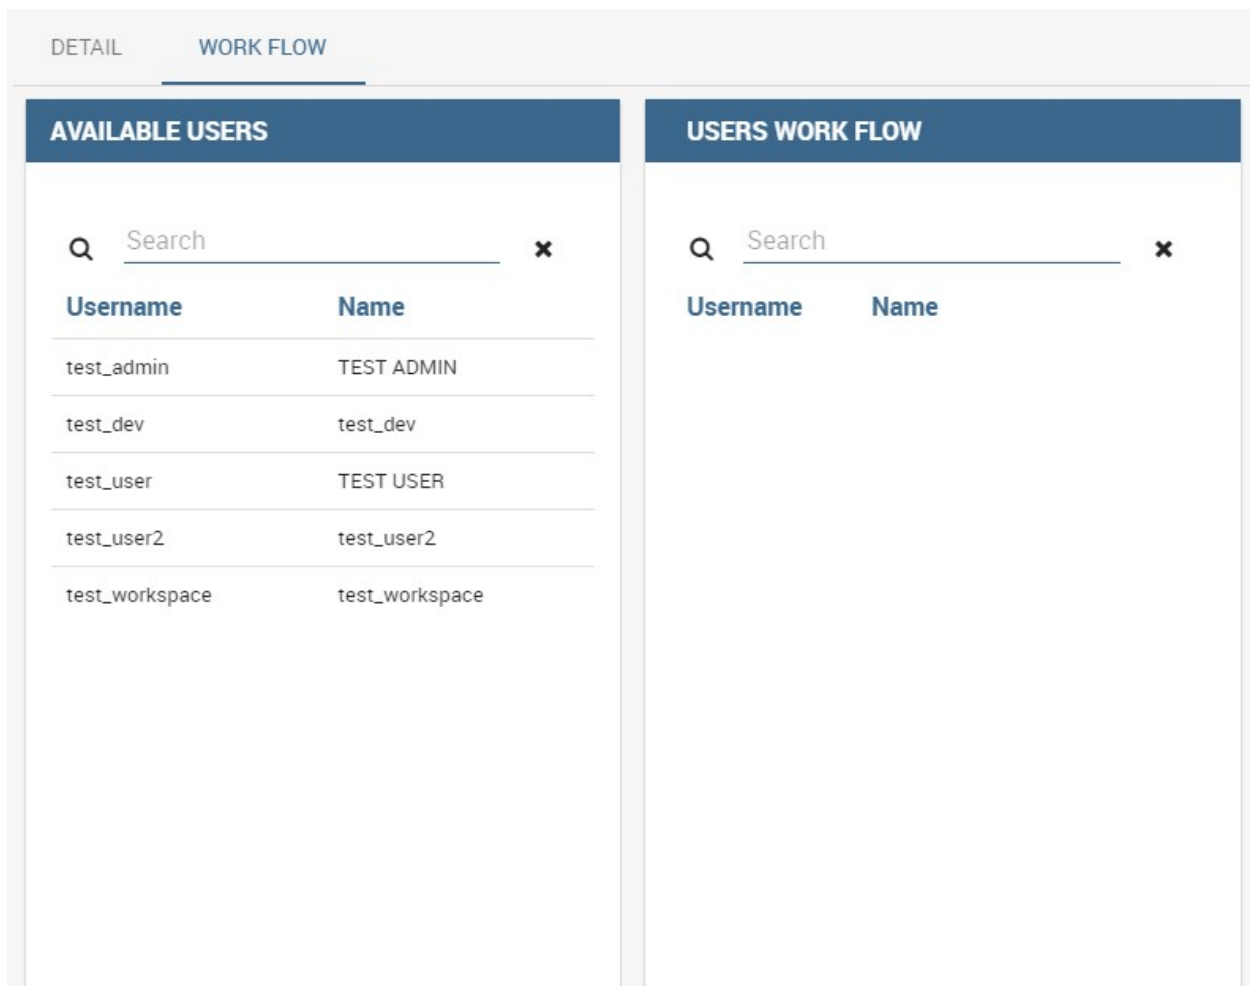 DETAIL WORK FLOW
AVAILABLE USERS
Search
Username Name
test_admin TEST ADMIN
test_dev test_dev
test_user TEST USER
test_user2 test_user2
test_workspace test_workspace
USERS WORK FLOW
Search
Username Name